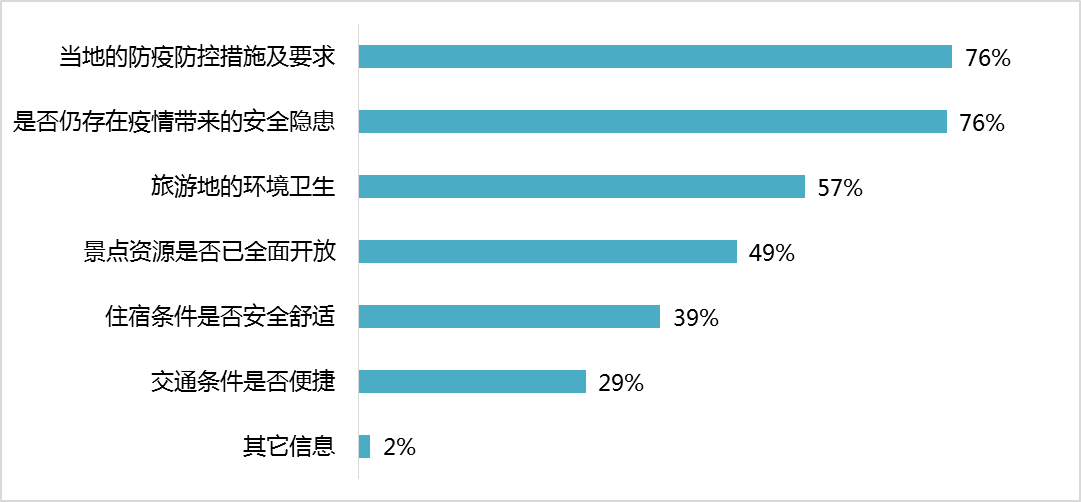 当地的防疫防控措施及要求 76%
是否仍存在疫情带来的安全隐患 76%
旅游地的环境卫生 57%
景点资源是否已全面开放 49%
住宿条件是否安全舒适 39%
交通条件是否便捷 29%
其它信息 2%